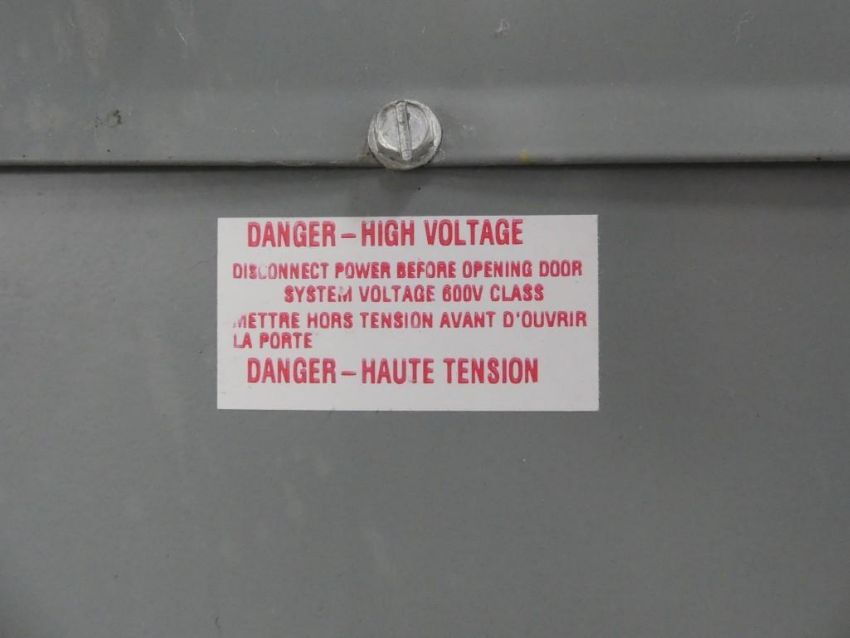 DANGER – HIGH VOLTAGE
DISCONNECT POWER BEFORE OPENING DOOR
SYSTEM VOLTAGE 600V CLASS
METTRE HORS TENSION AVANT D'OUVRIR
LA PORTE
DANGER – HAUTE TENSION